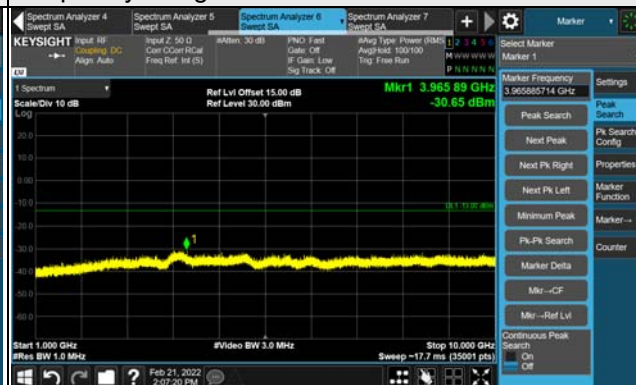 Spectrum Analyzer 4
Swept SA
Spectrum Analyzer 5
Swept SA
Spectrum Analyzer 6
Swept SA
Spectrum Analyzer 7
Swept SA
Marker
KEYSIGHT
Input: RF
Coupling: DC
Align: Auto
Input Z: 50 Ω
Corr CCorr RCal
Freq Ref: Int (S)
#Atten: 30 dB
PNO: Fast
Gate: Off
IF Gain: Low
Sig Track: Off
#Avg Type: Power (RMS
Avg|Hold: 100/100
Trig: Free Run
1 2 3 4 5 6
M W W W W W
P N N N N N
Select Marker
Marker 1
1 Spectrum
Scale/Div 10 dB
Log
Ref Lvl Offset 15.00 dB
Ref Level 30.00 dBm
Mkr1 3.965 89 GHz
-30.65 dBm
20.0
10.0
0.00
-10.0
-20.0
-30.0
-40.0
-50.0
-60.0
1
Start 1.000 GHz
#Res BW 1.0 MHz
#Video BW 3.0 MHz
Stop 10.000 GHz
Sweep ~17.7 ms (35001 pts)
Marker Frequency
3.965885714 GHz
Peak Search
Next Peak
Next Pk Right
Next Pk Left
Minimum Peak
Pk-Pk Search
Marker Delta
Mkr→CF
Mkr→Ref Lvl
Continuous Peak
Search
On
Off
Settings
Peak
Search
Pk Search
Config
Properties
Marker
Function
Marker→
Counter
Feb 21, 2022
2:07:20 PM